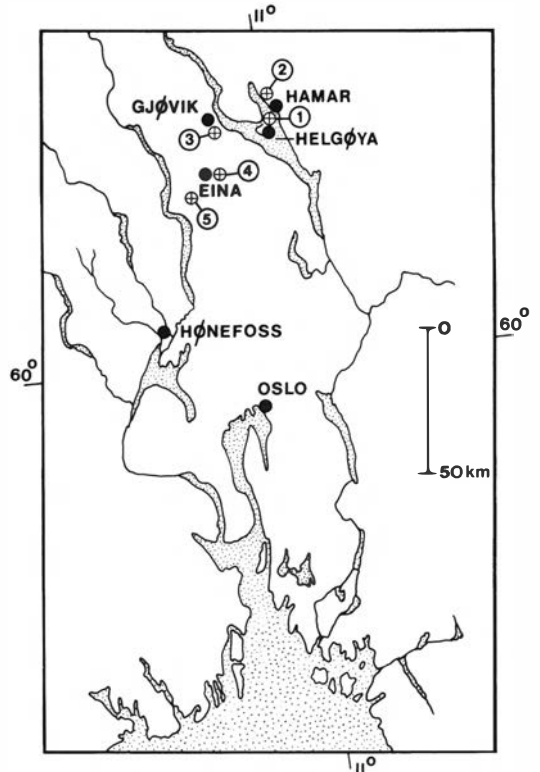 11°
2
HAMAR
GJØVIK
1
3
HELGØYA
4
EINA
5
0
60°
HØNEFOSS
60°
OSLO
50 km
11°